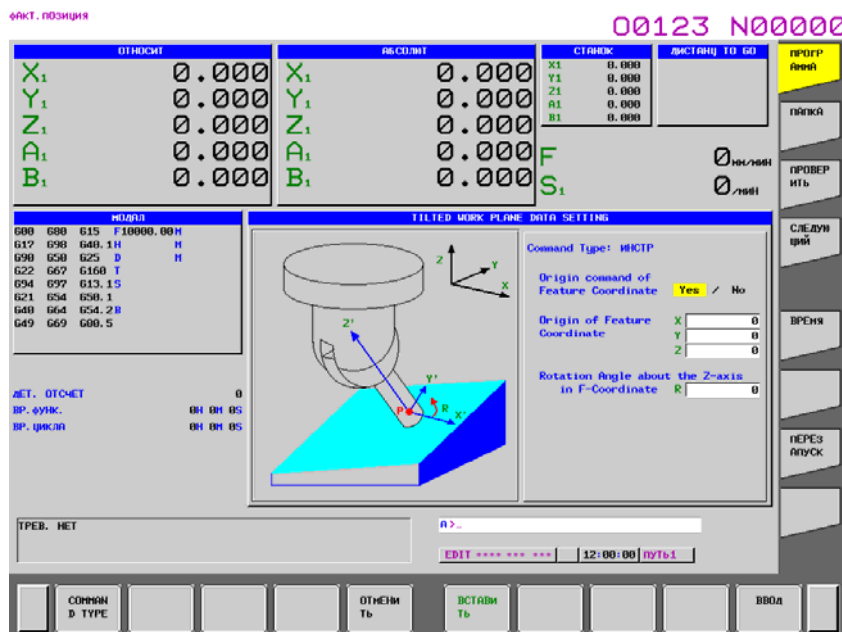 фАКТ. ПОЗИЦИЯ
O0123 N00000
ОТНОСИТ
X1 0.000
Y1 0.000
Z1 0.000
A1 0.000
B1 0.000
АБСОЛЮТ
X1 0.000
Y1 0.000
Z1 0.000
A1 0.000
B1 0.000
СТАНОК
X1 0.000
Y1 0.000
Z1 0.000
A1 0.000
B1 0.000
ДИСТАНЦ TO GO
F 0 ММ/МИН
S1 0 /МИН
МОДАЛ
G00 G80 G15 F10000.00 M
G17 G98 G40.1 H M
G90 G50 G25 D M
G22 G67 G160 T
G94 G97 G13.1 S
G21 G54 G50.1
G40 G64 G54.2 B
G49 G69 G00.5
ДЕТ. ОТСЧЕТ 0
ВР. ФУНК. 0H 0M 0S
ВР. ЦИКЛА 0H 0M 0S
TILTED WORK PLANE DATA SETTING
Z
Y
X
Z'
Y'
P
R
X'
Command Type: ИНСТР
Origin command of
Feature Coordinate Yes / No
Origin of Feature X 0
Coordinate Y 0
Z 0
Rotation Angle about the Z-axis
in F-Coordinate R 0
ТРЕВ. НЕТ
A>_
EDIT **** *** *** 12:00:00 ПУТЬ1
ПРОГР
АММА
ПАПКА
ПРОВЕР
ИТЬ
СЛЕДУЮ
ЩИЙ
ВРЕМЯ
ПЕРЕЗ
АПУСК
COMMAN
D TYPE
ОТМЕНИ
ТЬ
ВСТАВИ
ТЬ
ВВОД